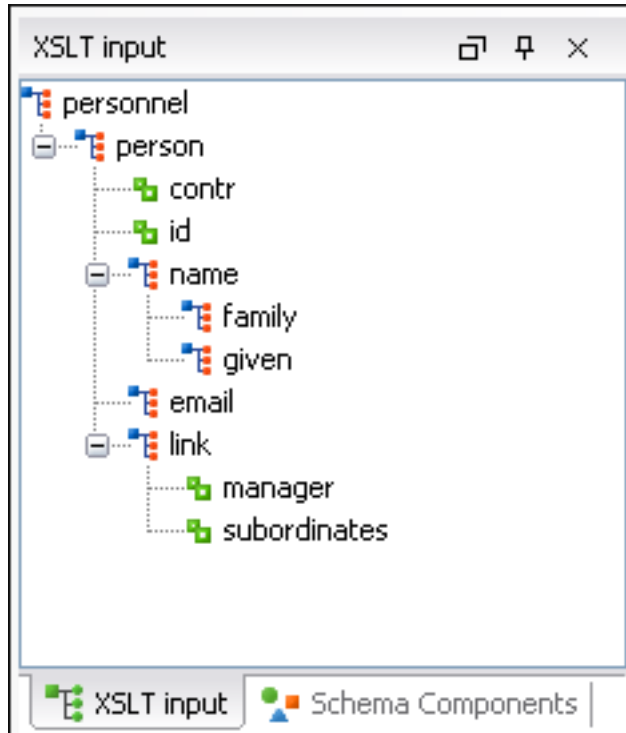 XSLT input
personnel
person
contr
id
name
family
given
email
link
manager
subordinates
XSLT input Schema Components